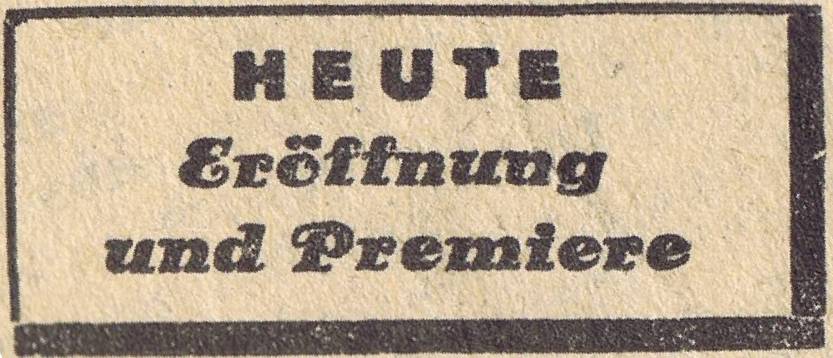 HEUTE
Eröffnung
und Premiere